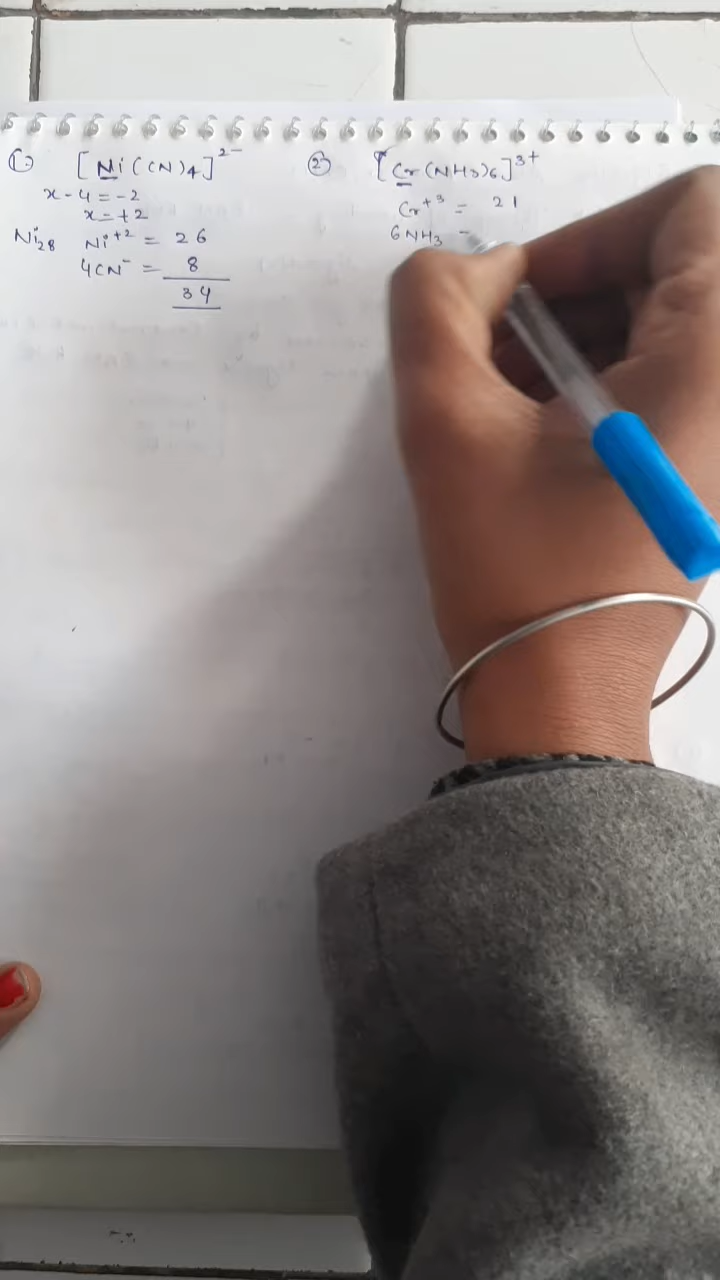 ① [Ni(CN)4]2-
x-4=-2
x=+2
Ni28 Ni+2 = 26
4CN- = 8
34
② [Cr(NH3)6]3+
Cr+3 = 21
6NH3 =